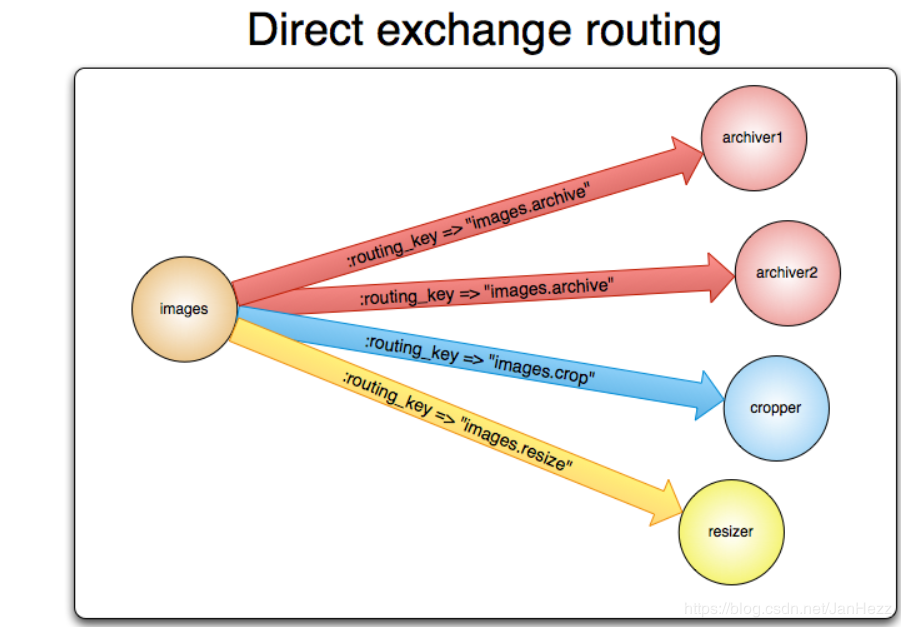 Direct exchange routing
archiver1
:routing_key => "images.archive"
archiver2
:routing_key => "images.archive"
images
:routing_key => "images.crop"
cropper
:routing_key => "images.resize"
resizer
https://blog.csdn.net/JanHezz